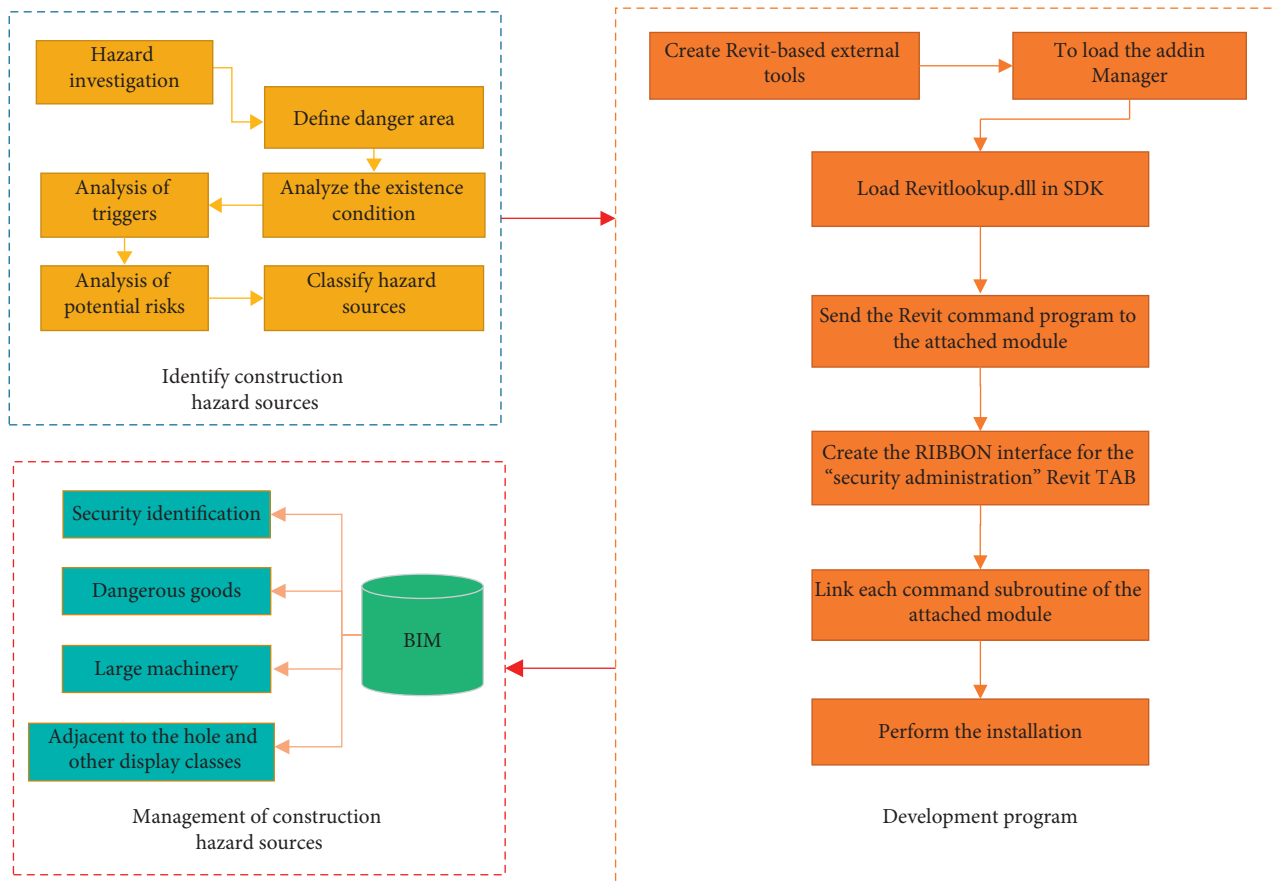 Hazard
investigation
Define danger area
Analyze the existence
condition
Analysis of
triggers
Analysis of
potential risks
Classify hazard
sources
Identify construction
hazard sources
Create Revit-based external
tools
To load the addin
Manager
Load Revitlookup.dll in SDK
Send the Revit command program to
the attached module
Create the RIBBON interface for the
“security administration” Revit TAB
Link each command subroutine of the
attached module
Perform the installation
Development program
Security identification
Dangerous goods
Large machinery
Adjacent to the hole and
other display classes
BIM
Management of construction
hazard sources